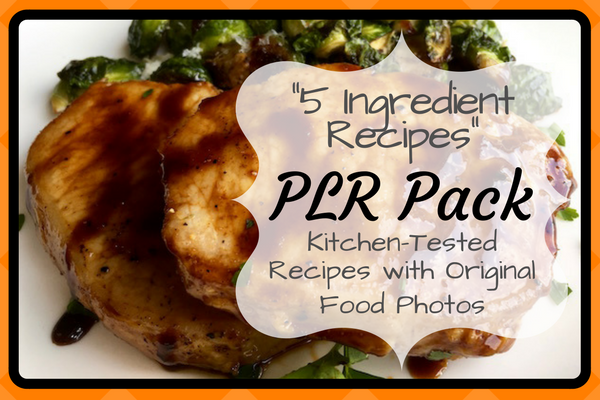 "5 Ingredient
Recipes"
PLR Pack
Kitchen-Tested
Recipes with Original
Food Photos